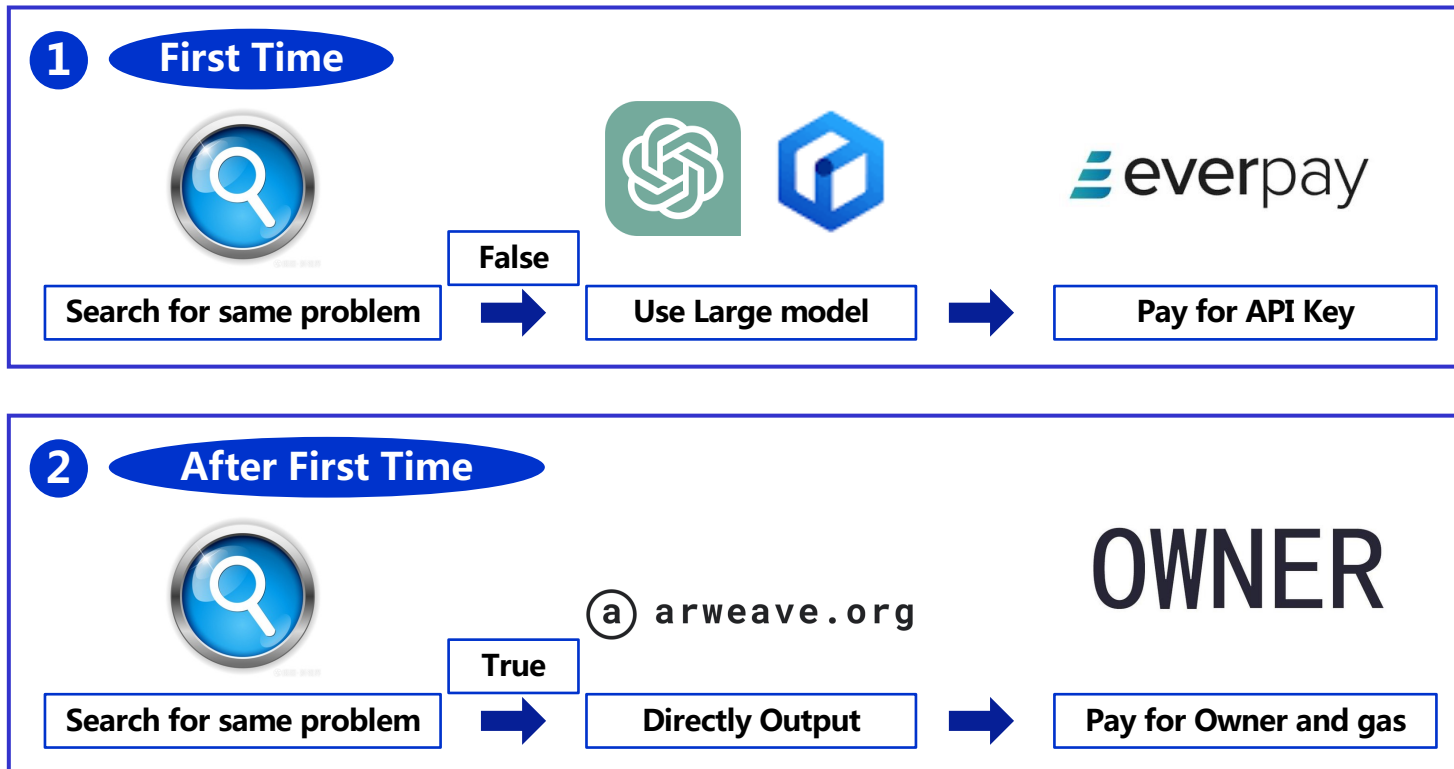 1 First Time
everpay
False
Search for same problem
Use Large model
Pay for API Key
2 After First Time
OWNER
a arweave.org
True
Search for same problem
Directly Output
Pay for Owner and gas